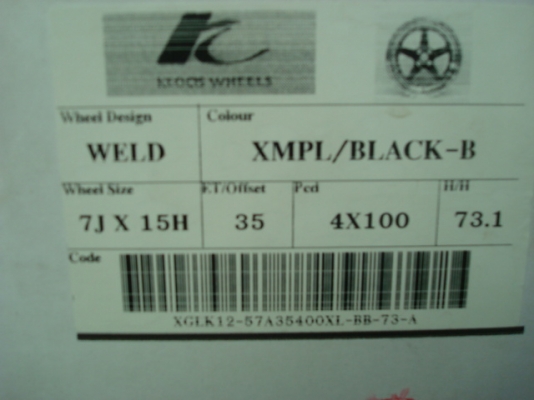 KEOOS WHEELS
Wheel Design Colour
WELD XMPL/BLACK-B
Wheel Size ET/Offset Pcd H/H
7J X 15H 35 4X100 73.1
Code
XGLK12-57A35400XL-BB-73-A